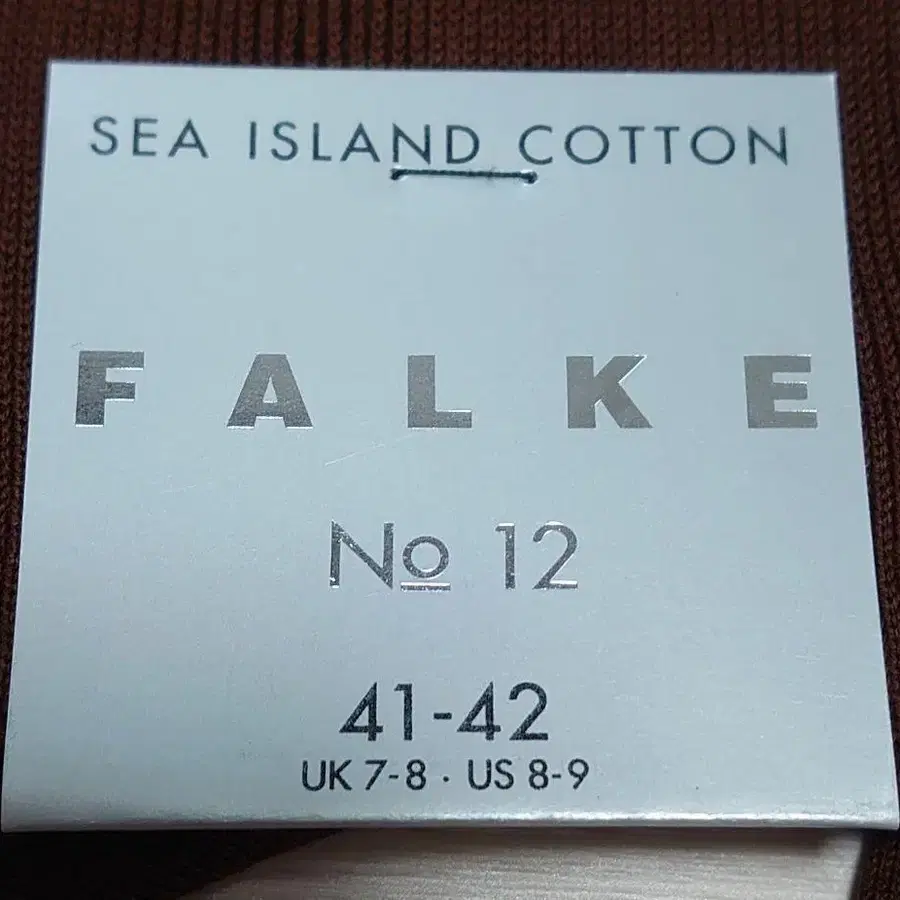 SEA ISLAND COTTON
FALKE
No 12
41-42
UK 7-8 · US 8-9